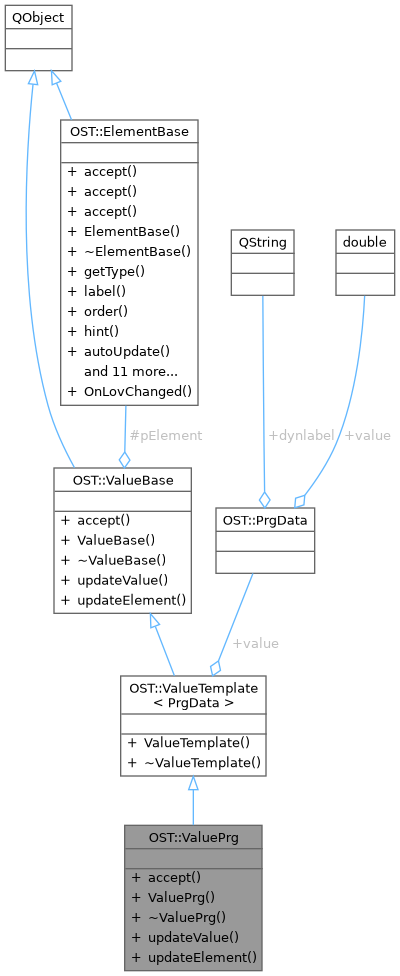 QObject
OST::ElementBase
+ accept()
+ accept()
+ accept()
+ ElementBase()
+ ~ElementBase()
+ getType()
+ label()
+ order()
+ hint()
+ autoUpdate()
and 11 more...
+ OnLovChanged()
QString
double
#pElement
+dynlabel
+value
OST::ValueBase
+ accept()
+ ValueBase()
+ ~ValueBase()
+ updateValue()
+ updateElement()
OST::PrgData
+value
OST::ValueTemplate
< PrgData >
+ ValueTemplate()
+ ~ValueTemplate()
OST::ValuePrg
+ accept()
+ ValuePrg()
+ ~ValuePrg()
+ updateValue()
+ updateElement()